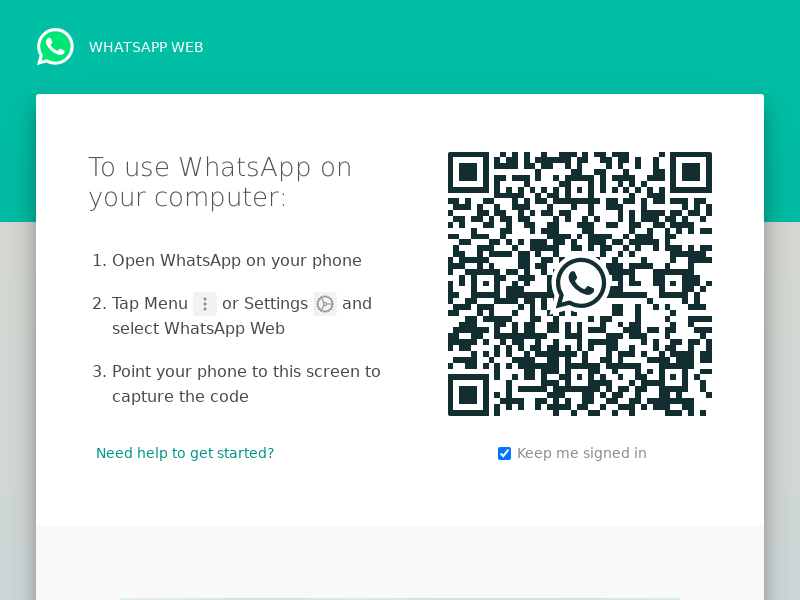 WHATSAPP WEB
To use WhatsApp on
your computer:
1. Open WhatsApp on your phone
2. Tap Menu or Settings and
select WhatsApp Web
3. Point your phone to this screen to
capture the code
Need help to get started?
Keep me signed in